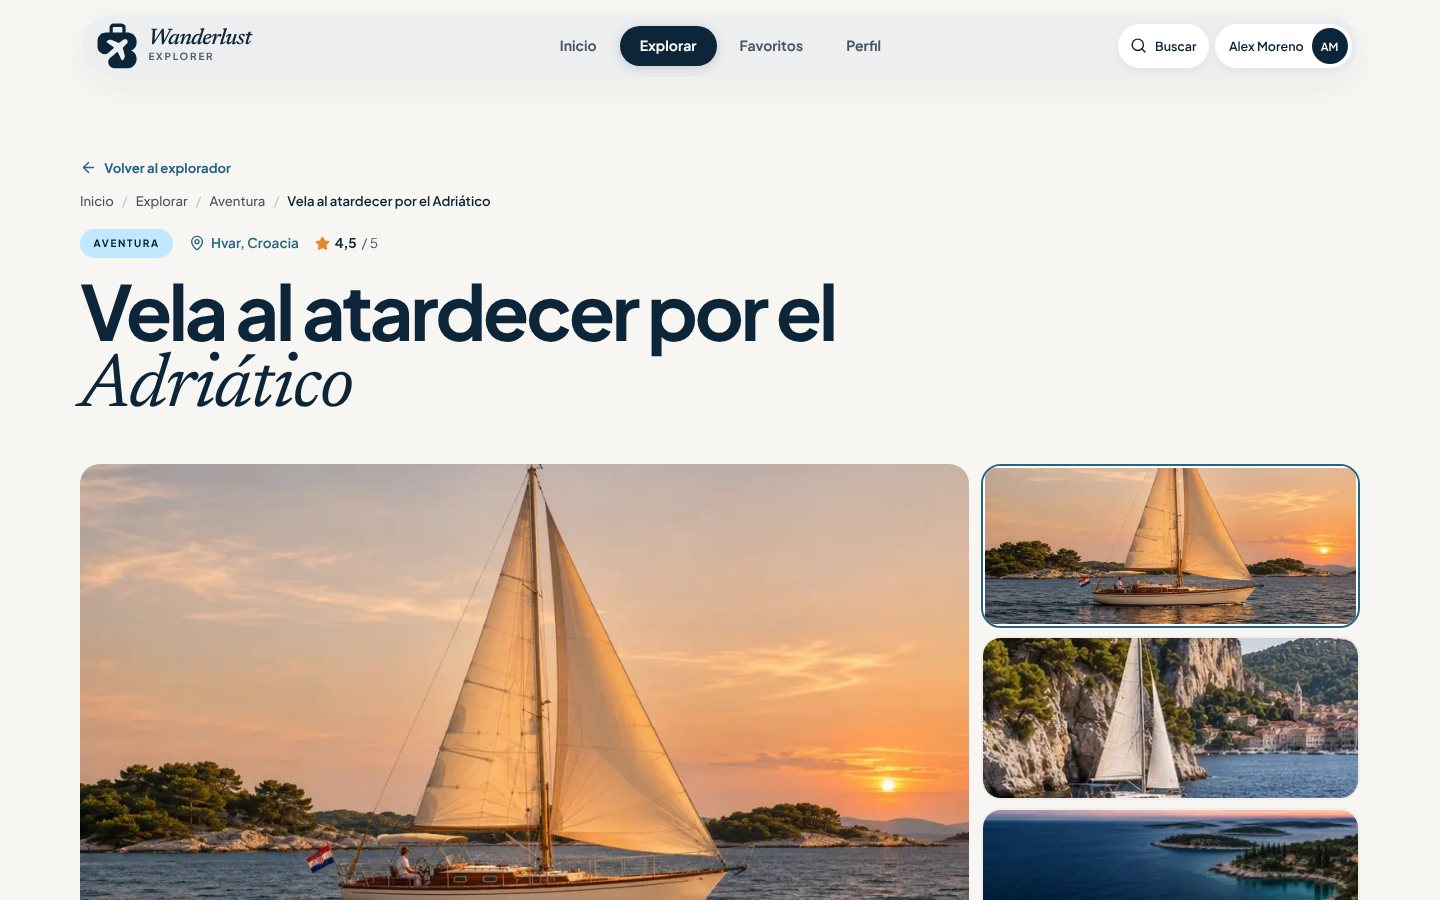 Wanderlust
EXPLORER
Inicio
Explorar
Favoritos
Perfil
Buscar
Alex Moreno
AM
Volver al explorador
Inicio / Explorar / Aventura / Vela al atardecer por el Adriático
AVENTURA
Hvar, Croacia
4,5 / 5
Vela al atardecer por el
Adriático